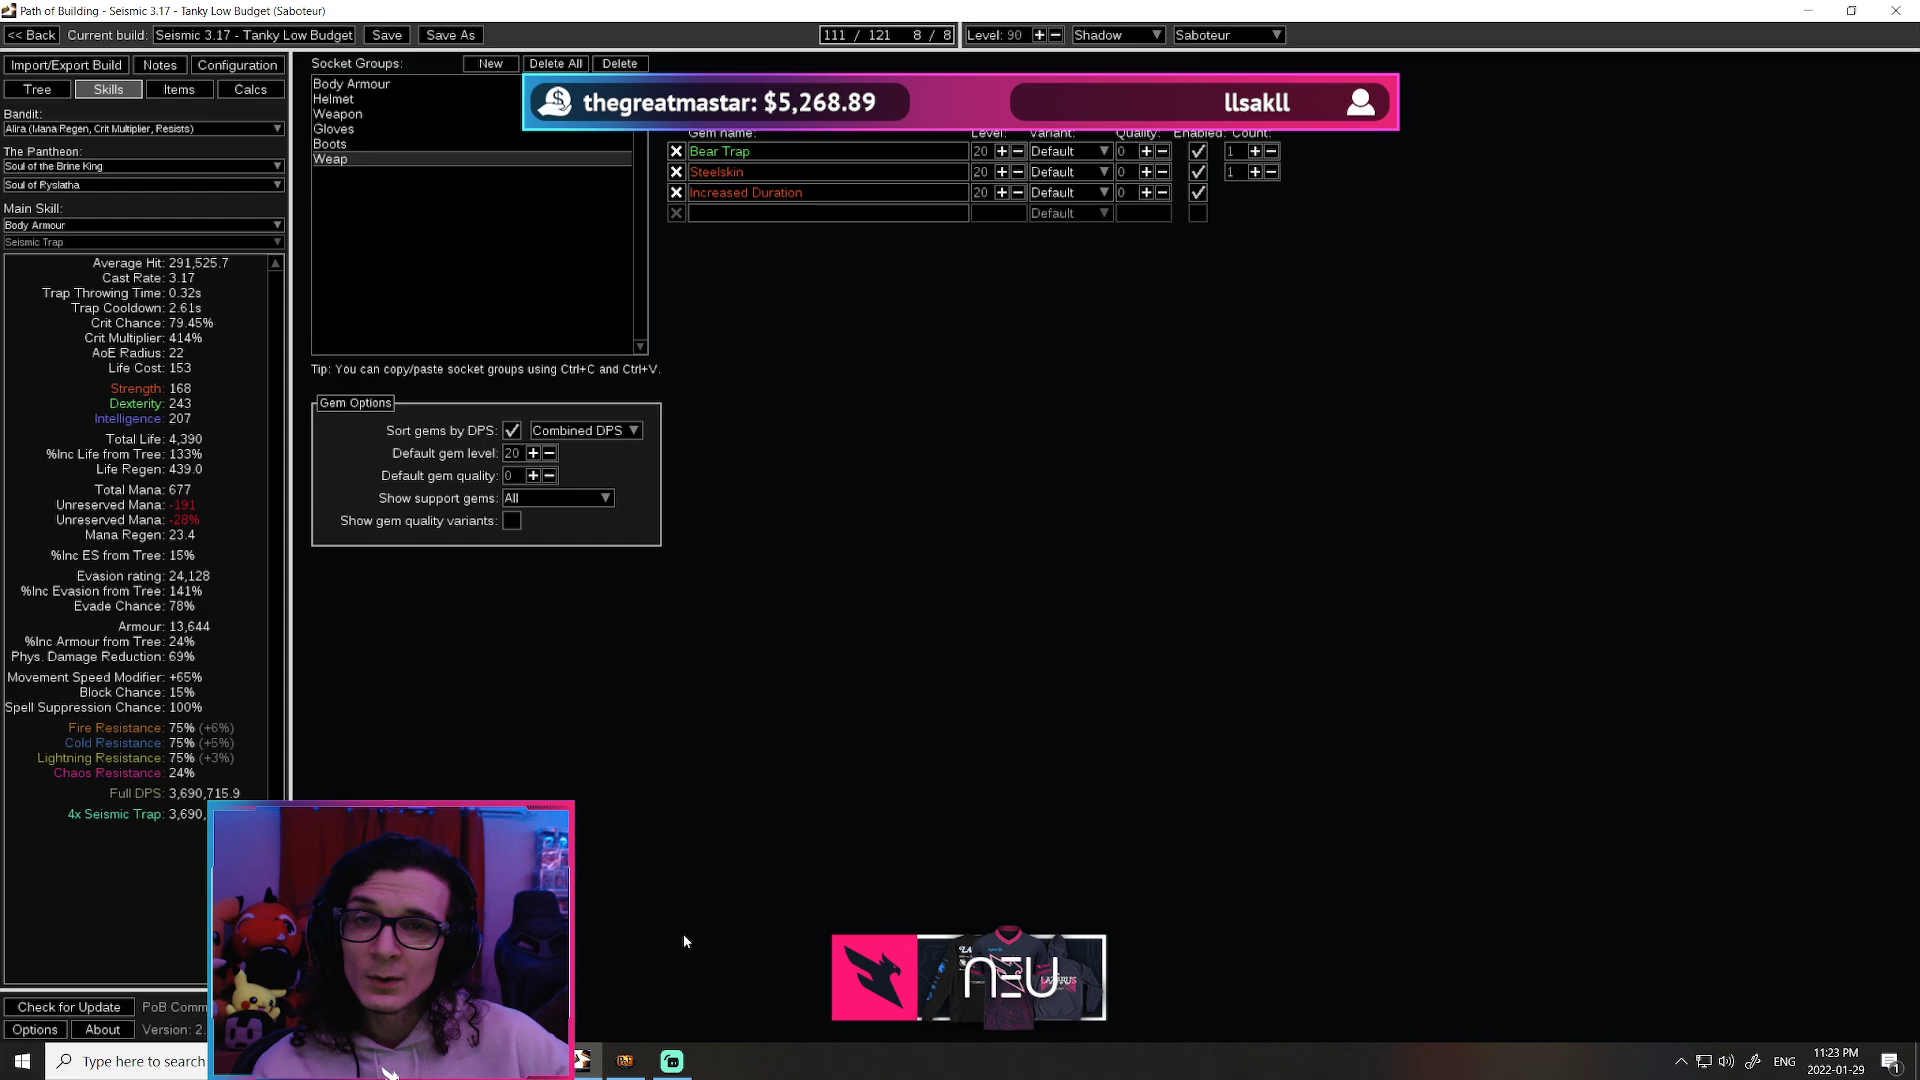 Path of Building - Seismic 3.17 - Tanky Low Budget (Saboteur)
<< Back Current build: Seismic 3.17 - Tanky Low Budget Save Save As 111 / 121 8 / 8 Level: 90 Shadow Saboteur
Import/Export Build Notes Configuration
Tree Skills Items Calcs
Bandit:
Alira (Mana Regen, Crit Multiplier, Resists)
The Pantheon:
Soul of the Brine King
Soul of Ryslatha
Main Skill:
Body Armour
Seismic Trap
Average Hit: 291,525.7
Cast Rate: 3.17
Trap Throwing Time: 0.32s
Trap Cooldown: 2.61s
Crit Chance: 79.45%
Crit Multiplier: 414%
AoE Radius: 22
Life Cost: 153
Strength: 168
Dexterity: 243
Intelligence: 207
Total Life: 4,390
%Inc Life from Tree: 133%
Life Regen: 439.0
Total Mana: 677
Unreserved Mana: -191
Unreserved Mana: -28%
Mana Regen: 23.4
%Inc ES from Tree: 15%
Evasion rating: 24,128
%Inc Evasion from Tree: 141%
Evade Chance: 78%
Armour: 13,644
%Inc Armour from Tree: 24%
Phys. Damage Reduction: 69%
Movement Speed Modifier: +65%
Block Chance: 15%
Spell Suppression Chance: 100%
Fire Resistance: 75% (+6%)
Cold Resistance: 75% (+5%)
Lightning Resistance: 75% (+3%)
Chaos Resistance: 24%
Full DPS: 3,690,715.9
4x Seismic Trap: 3,690,
Check for Update PoB Comm
Options About Version: 2.
Socket Groups: New Delete All Delete
Body Armour
Helmet
Weapon
Gloves
Boots
Weap
Tip: You can copy/paste socket groups using Ctrl+C and Ctrl+V.
Gem Options
Sort gems by DPS: Combined DPS
Default gem level: 20
Default gem quality: 0
Show support gems: All
Show gem quality variants:
thegreatmastar: $5,268.89 llsakll
Gem name: Level: Variant: Quality: Enabled: Count:
Bear Trap 20 Default 0 1
Steelskin 20 Default 0 1
Increased Duration 20 Default 0
Default
NEU
Type here to search
ENG
11:23 PM
2022-01-29
1